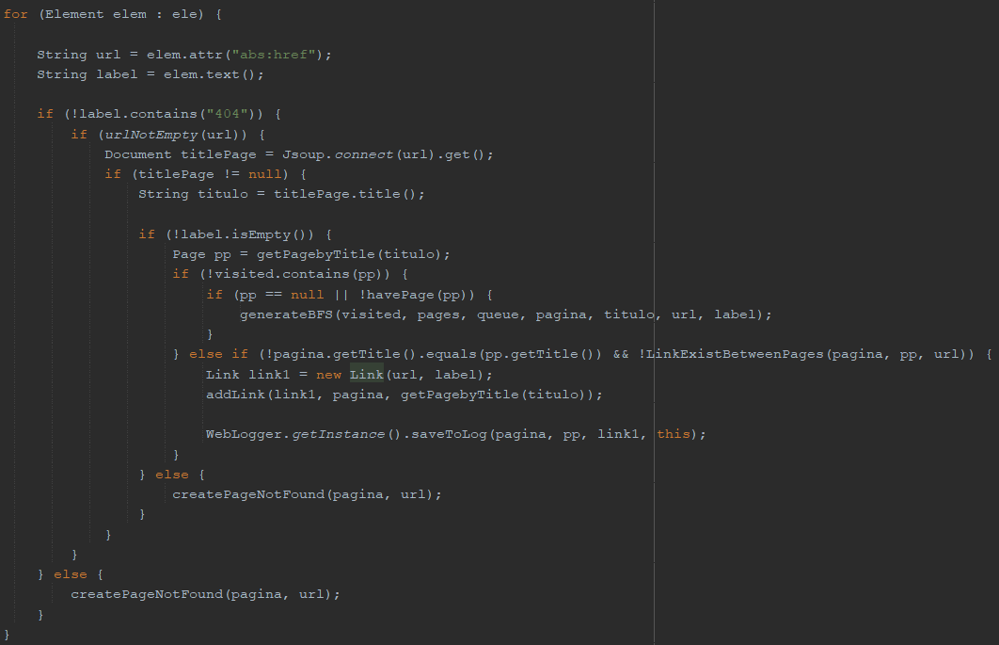 for (Element elem : ele) {
String url = elem.attr("abs:href");
String label = elem.text();
if (!label.contains("404")) {
if (urlNotEmpty(url)) {
Document titlePage = Jsoup.connect(url).get();
if (titlePage != null) {
String titulo = titlePage.title();
if (!label.isEmpty()) {
Page pp = getPagebyTitle(titulo);
if (!visited.contains(pp)) {
if (pp == null || !havePage(pp)) {
generateBFS(visited, pages, queue, pagina, titulo, url, label);
}
} else if (!pagina.getTitle().equals(pp.getTitle()) && !LinkExistBetweenPages(pagina, pp, url)) {
Link link1 = new Link(url, label);
addLink(link1, pagina, getPagebyTitle(titulo));
WebLogger.getInstance().saveToLog(pagina, pp, link1, this);
}
} else {
createPageNotFound(pagina, url);
}
}
}
} else {
createPageNotFound(pagina, url);
}
}